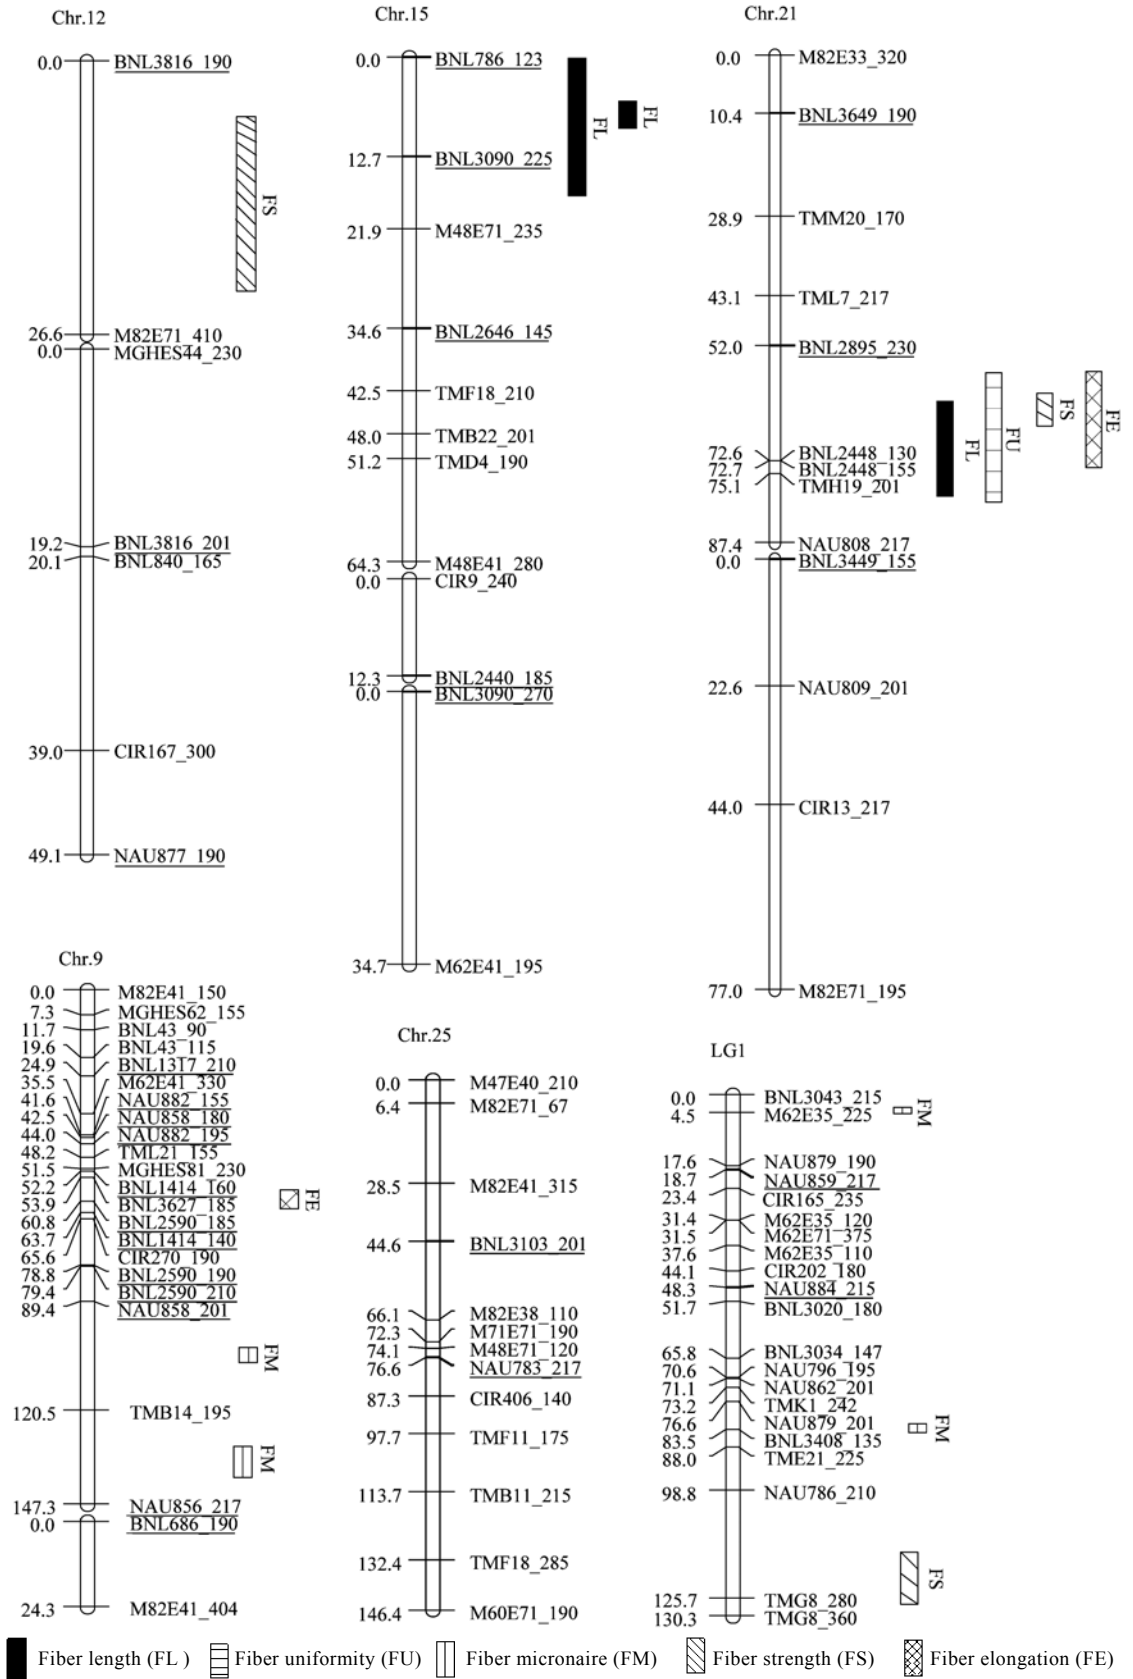 Chr.12
0.0 BNL3816_190
FS
26.6 M82E71_410
0.0 MGHES44_230
19.2 BNL3816_201
20.1 BNL840_165
39.0 CIR167_300
49.1 NAU877_190
Chr.15
0.0 BNL786_123
FL
FL
12.7 BNL3090_225
21.9 M48E71_235
34.6 BNL2646_145
42.5 TMF18_210
48.0 TMB22_201
51.2 TMD4_190
64.3 M48E41_280
0.0 CIR9_240
12.3 BNL2440_185
0.0 BNL3090_270
34.7 M62E41_195
Chr.21
0.0 M82E33_320
10.4 BNL3649_190
28.9 TMM20_170
43.1 TML7_217
52.0 BNL2895_230
FL
FU
FS
FE
72.6 BNL2448_130
72.7 BNL2448_155
75.1 TMH19_201
87.4 NAU808_217
0.0 BNL3449_155
22.6 NAU809_201
44.0 CIR13_217
77.0 M82E71_195
Chr.9
0.0 M82E41_150
7.3 MGHES62_155
11.7 BNL43_90
19.6 BNL43_115
24.9 BNL1317_210
35.5 M62E41_330
41.6 NAU882_155
42.5 NAU858_180
44.0 NAU882_195
48.2 TML21_155
51.5 MGHES81_230
52.2 BNL1414_160
53.9 BNL3627_185
FE
60.8 BNL2590_185
63.7 BNL1414_140
65.6 CIR270_190
78.8 BNL2590_190
79.4 BNL2590_210
89.4 NAU858_201
FM
120.5 TMB14_195
FM
147.3 NAU856_217
0.0 BNL686_190
24.3 M82E41_404
Chr.25
0.0 M47E40_210
6.4 M82E71_67
28.5 M82E41_315
44.6 BNL3103_201
66.1 M82E38_110
72.3 M71E71_190
74.1 M48E71_120
76.6 NAU783_217
87.3 CIR406_140
97.7 TMF11_175
113.7 TMB11_215
132.4 TMF18_285
146.4 M60E71_190
LG1
0.0 BNL3043_215
4.5 M62E35_225
FM
17.6 NAU879_190
18.7 NAU859_217
23.4 CIR165_235
31.4 M62E35_120
31.5 M62E71_375
37.6 M62E35_110
44.1 CIR202_180
48.3 NAU884_215
51.7 BNL3020_180
65.8 BNL3034_147
70.6 NAU796_195
71.1 NAU862_201
73.2 TMK1_242
76.6 NAU879_201
FM
83.5 BNL3408_135
88.0 TME21_225
98.8 NAU786_210
FS
125.7 TMG8_280
130.3 TMG8_360
Fiber length (FL ) Fiber uniformity (FU) Fiber micronaire (FM) Fiber strength (FS) Fiber elongation (FE)